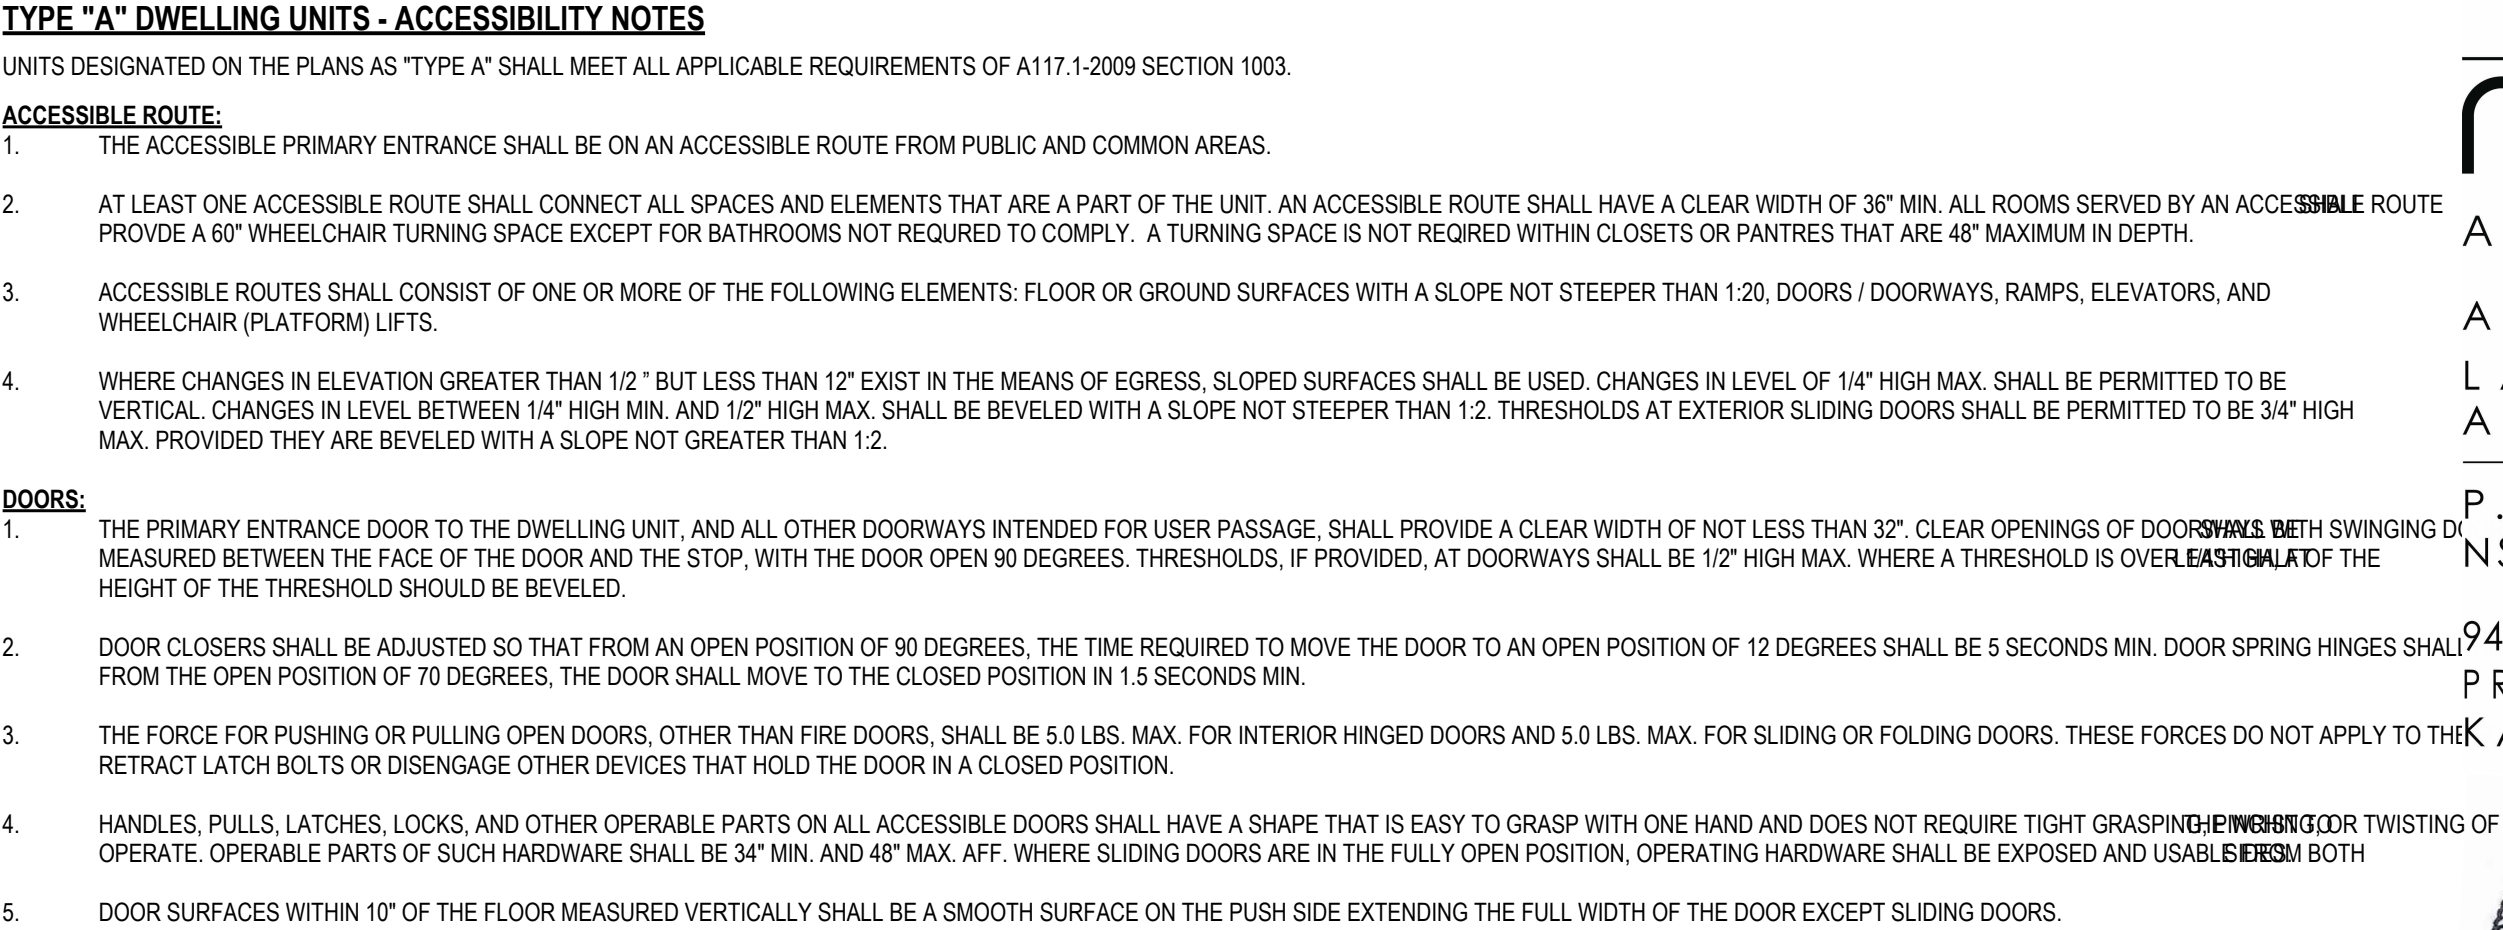 TYPE "A" DWELLING UNITS - ACCESSIBILITY NOTES
UNITS DESIGNATED ON THE PLANS AS "TYPE A" SHALL MEET ALL APPLICABLE REQUIREMENTS OF A117.1-2009 SECTION 1003.
ACCESSIBLE ROUTE:
1. THE ACCESSIBLE PRIMARY ENTRANCE SHALL BE ON AN ACCESSIBLE ROUTE FROM PUBLIC AND COMMON AREAS.
2. AT LEAST ONE ACCESSIBLE ROUTE SHALL CONNECT ALL SPACES AND ELEMENTS THAT ARE A PART OF THE UNIT. AN ACCESSIBLE ROUTE SHALL HAVE A CLEAR WIDTH OF 36" MIN. ALL ROOMS SERVED BY AN ACCESSIBLE ROUTE SHALL
PROVDE A 60" WHEELCHAIR TURNING SPACE EXCEPT FOR BATHROOMS NOT REQURED TO COMPLY. A TURNING SPACE IS NOT REQIRED WITHIN CLOSETS OR PANTRES THAT ARE 48" MAXIMUM IN DEPTH.
3. ACCESSIBLE ROUTES SHALL CONSIST OF ONE OR MORE OF THE FOLLOWING ELEMENTS: FLOOR OR GROUND SURFACES WITH A SLOPE NOT STEEPER THAN 1:20, DOORS / DOORWAYS, RAMPS, ELEVATORS, AND
WHEELCHAIR (PLATFORM) LIFTS.
4. WHERE CHANGES IN ELEVATION GREATER THAN 1/2 ” BUT LESS THAN 12" EXIST IN THE MEANS OF EGRESS, SLOPED SURFACES SHALL BE USED. CHANGES IN LEVEL OF 1/4" HIGH MAX. SHALL BE PERMITTED TO BE
VERTICAL. CHANGES IN LEVEL BETWEEN 1/4" HIGH MIN. AND 1/2" HIGH MAX. SHALL BE BEVELED WITH A SLOPE NOT STEEPER THAN 1:2. THRESHOLDS AT EXTERIOR SLIDING DOORS SHALL BE PERMITTED TO BE 3/4" HIGH
MAX. PROVIDED THEY ARE BEVELED WITH A SLOPE NOT GREATER THAN 1:2.
DOORS:
1. THE PRIMARY ENTRANCE DOOR TO THE DWELLING UNIT, AND ALL OTHER DOORWAYS INTENDED FOR USER PASSAGE, SHALL PROVIDE A CLEAR WIDTH OF NOT LESS THAN 32". CLEAR OPENINGS OF DOORWAYS WITH SWINGING SHALL BE
MEASURED BETWEEN THE FACE OF THE DOOR AND THE STOP, WITH THE DOOR OPEN 90 DEGREES. THRESHOLDS, IF PROVIDED, AT DOORWAYS SHALL BE 1/2" HIGH MAX. WHERE A THRESHOLD IS OVER 1/4" HIGH, AT LEAST HALF OF THE
HEIGHT OF THE THRESHOLD SHOULD BE BEVELED.
2. DOOR CLOSERS SHALL BE ADJUSTED SO THAT FROM AN OPEN POSITION OF 90 DEGREES, THE TIME REQUIRED TO MOVE THE DOOR TO AN OPEN POSITION OF 12 DEGREES SHALL BE 5 SECONDS MIN. DOOR SPRING HINGES SHALL
FROM THE OPEN POSITION OF 70 DEGREES, THE DOOR SHALL MOVE TO THE CLOSED POSITION IN 1.5 SECONDS MIN.
3. THE FORCE FOR PUSHING OR PULLING OPEN DOORS, OTHER THAN FIRE DOORS, SHALL BE 5.0 LBS. MAX. FOR INTERIOR HINGED DOORS AND 5.0 LBS. MAX. FOR SLIDING OR FOLDING DOORS. THESE FORCES DO NOT APPLY TO THE
RETRACT LATCH BOLTS OR DISENGAGE OTHER DEVICES THAT HOLD THE DOOR IN A CLOSED POSITION.
4. HANDLES, PULLS, LATCHES, LOCKS, AND OTHER OPERABLE PARTS ON ALL ACCESSIBLE DOORS SHALL HAVE A SHAPE THAT IS EASY TO GRASP WITH ONE HAND AND DOES NOT REQUIRE TIGHT GRASPING, PINCHING, OR TWISTING OF THE WRIST TO
OPERATE. OPERABLE PARTS OF SUCH HARDWARE SHALL BE 34" MIN. AND 48" MAX. AFF. WHERE SLIDING DOORS ARE IN THE FULLY OPEN POSITION, OPERATING HARDWARE SHALL BE EXPOSED AND USABLE FROM BOTH SIDES.
5. DOOR SURFACES WITHIN 10" OF THE FLOOR MEASURED VERTICALLY SHALL BE A SMOOTH SURFACE ON THE PUSH SIDE EXTENDING THE FULL WIDTH OF THE DOOR EXCEPT SLIDING DOORS.
A
A
L
A
P.
NS
94
PR
K